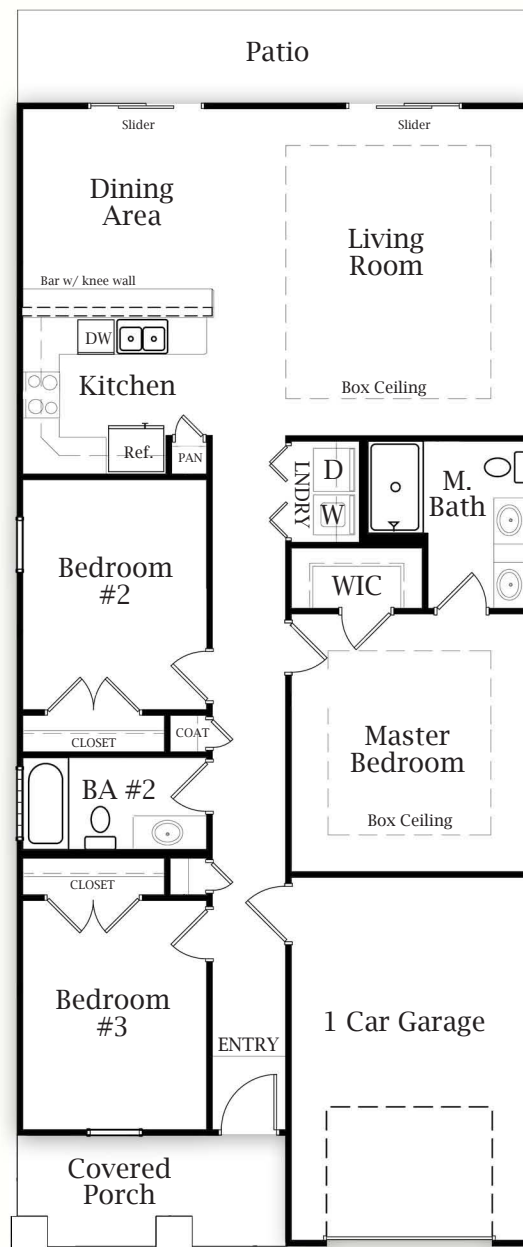 Patio
Slider
Slider
Dining
Area
Living
Room
Bar w/ knee wall
DW
Kitchen
Box Ceiling
Ref.
PAN
LNDRY
D
W
M.
Bath
Bedroom
#2
WIC
COAT
CLOSET
Master
Bedroom
BA #2
Box Ceiling
CLOSET
Bedroom
#3
1 Car Garage
ENTRY
Covered
Porch